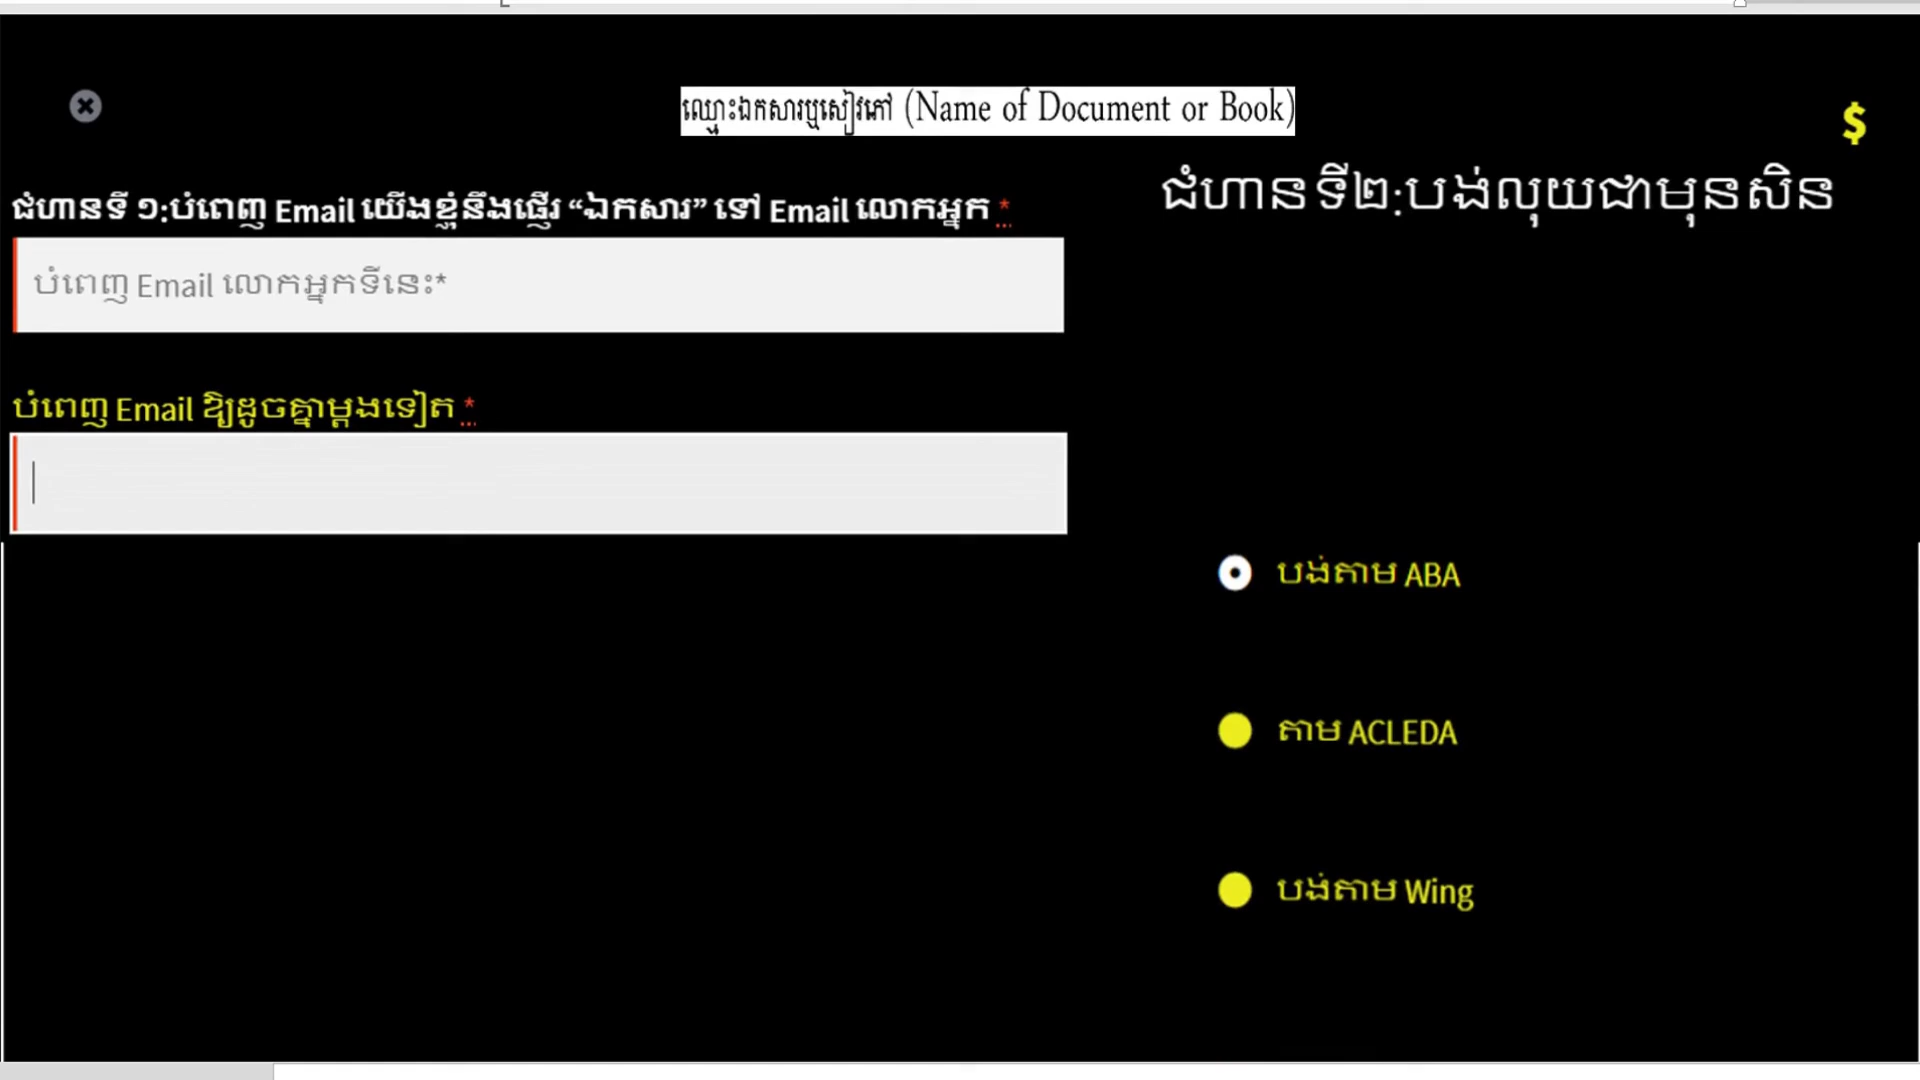 ឈ្មោះឯកសារឬសៀវភៅ (Name of Document or Book)
$
ជំហានទី ១:បំពេញ Email យើងខ្ញុំនឹងផ្ញើរ “ឯកសារ” ទៅ Email លោកអ្នក *
បំពេញ Email លោកអ្នកទីនេះ*
បំពេញ Email ឱ្យដូចគ្នាម្តងទៀត *
ជំហានទី២:បង់លុយជាមុនសិន
បង់តាម ABA
តាម ACLEDA
បង់តាម Wing